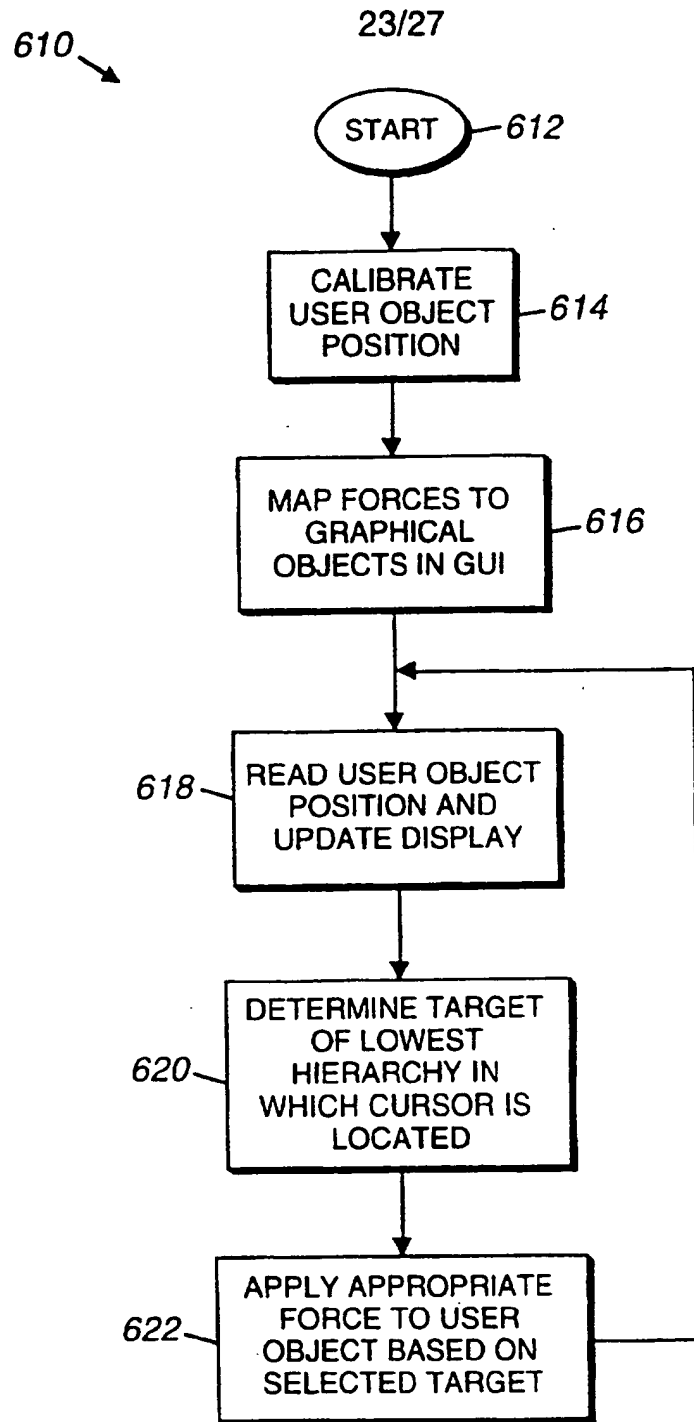 23/27
610
START
612
CALIBRATE
USER OBJECT
POSITION
614
MAP FORCES TO
GRAPHICAL
OBJECTS IN GUI
616
618
READ USER OBJECT
POSITION AND
UPDATE DISPLAY
620
DETERMINE TARGET
OF LOWEST
HIERARCHY IN
WHICH CURSOR IS
LOCATED
622
APPLY APPROPRIATE
FORCE TO USER
OBJECT BASED ON
SELECTED TARGET